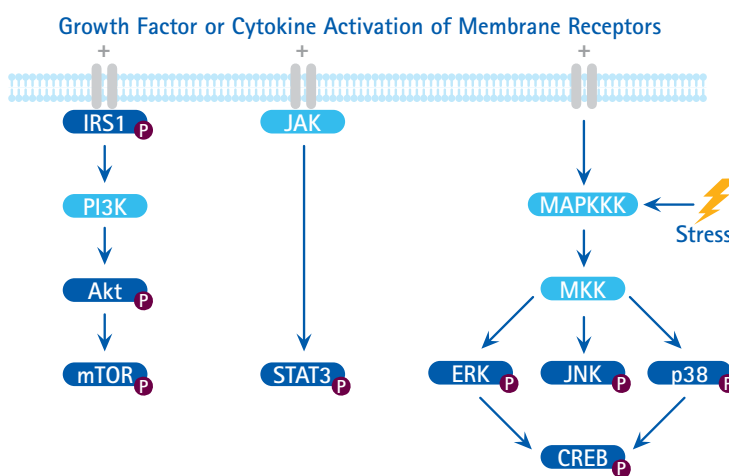 Growth Factor or Cytokine Activation of Membrane Receptors
+ + +
IRS1 P JAK
PI3K MAPKKK
Stress
Akt P MKK
mTOR P STAT3 P ERK P JNK P p38 P
CREB P